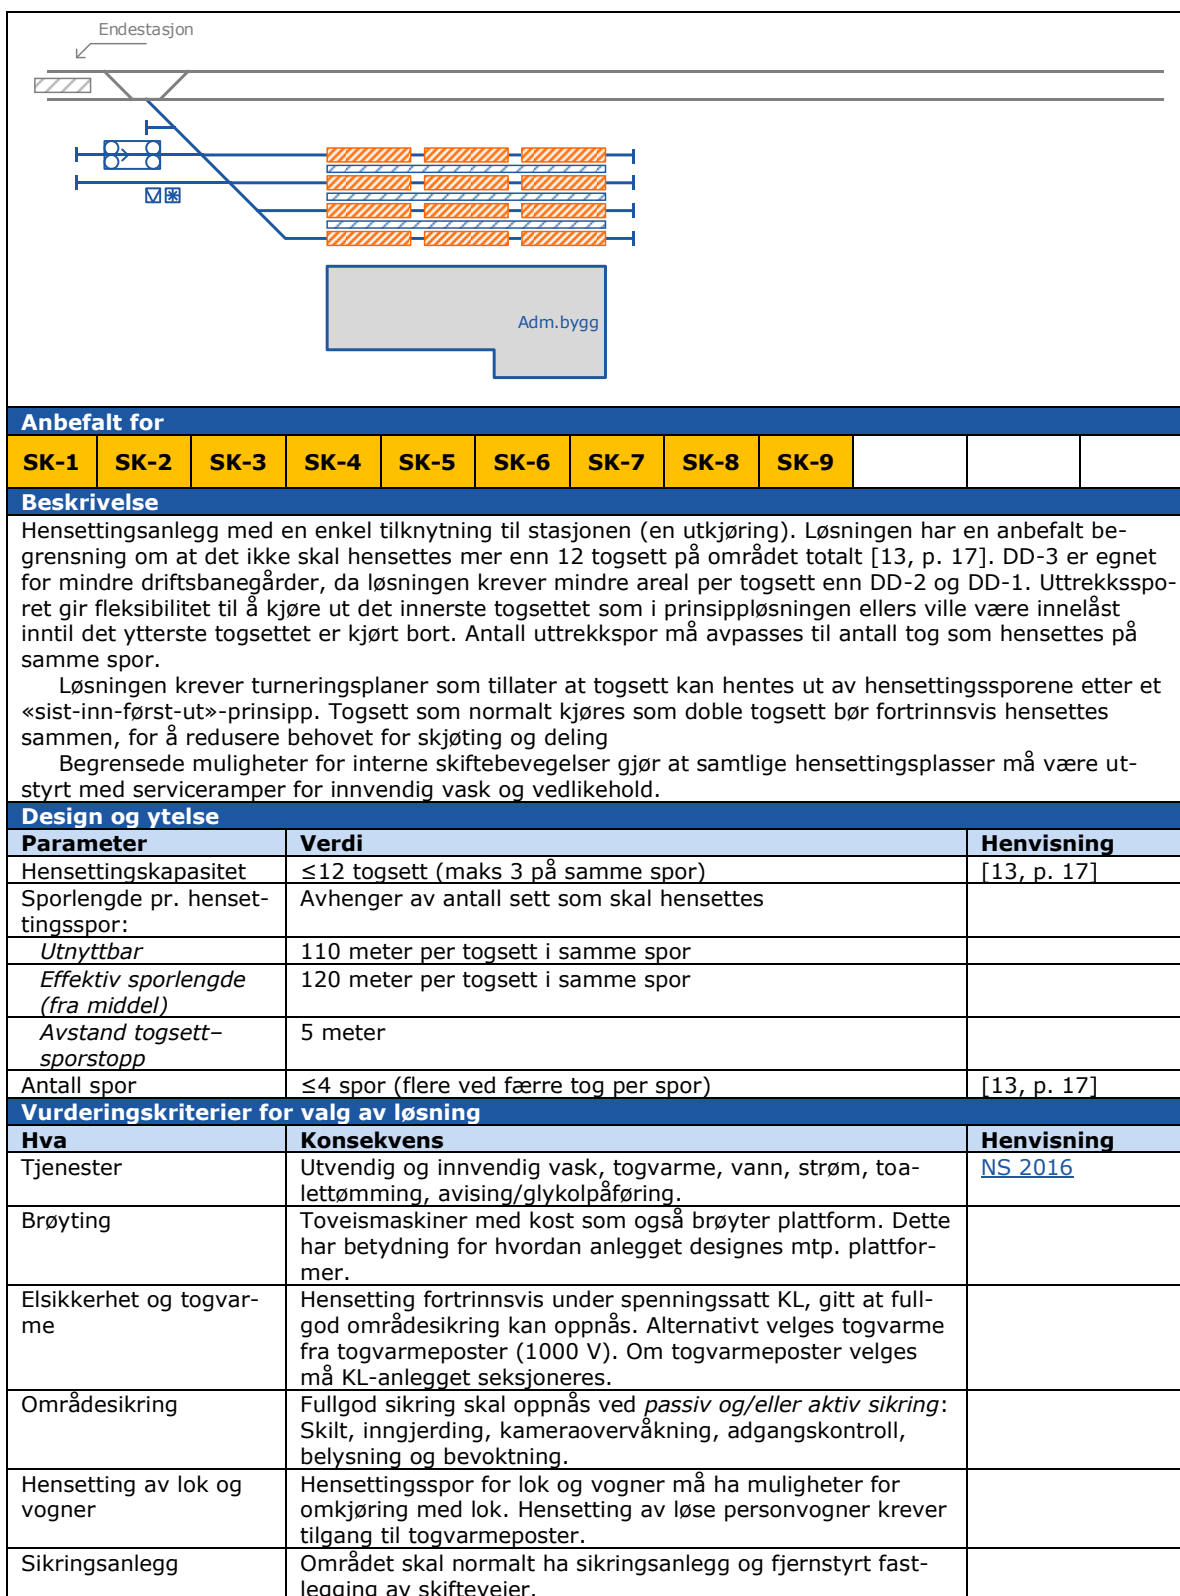 Endestasjon
Adm.bygg
Anbefalt for
SK-1 SK-2 SK-3 SK-4 SK-5 SK-6 SK-7 SK-8 SK-9
Beskrivelse
Hensettingsanlegg med en enkel tilknytning til stasjonen (en utkjøring). Løsningen har en anbefalt be-
grensning om at det ikke skal hensettes mer enn 12 togsett på området totalt [13, p. 17]. DD-3 er egnet
for mindre driftsbanegårder, da løsningen krever mindre areal per togsett enn DD-2 og DD-1. Uttrekksspo-
ret gir fleksibilitet til å kjøre ut det innerste togsettet som i prinsippløsningen ellers ville være innelåst
inntil det ytterste togsettet er kjørt bort. Antall uttrekkspor må avpasses til antall tog som hensettes på
samme spor.
Løsningen krever turneringsplaner som tillater at togsett kan hentes ut av hensettingssporene etter et
«sist-inn-først-ut»-prinsipp. Togsett som normalt kjøres som doble togsett bør fortrinnsvis hensettes
sammen, for å redusere behovet for skjøting og deling
Begrensede muligheter for interne skiftebevegelser gjør at samtlige hensettingsplasser må være ut-
styrt med serviceramper for innvendig vask og vedlikehold.
Design og ytelse
Parameter Verdi Henvisning
Hensettingskapasitet ≤12 togsett (maks 3 på samme spor) [13, p. 17]
Sporlengde pr. henset- Avhenger av antall sett som skal hensettes
tingsspor:
Utnyttbar 110 meter per togsett i samme spor
Effektiv sporlengde 120 meter per togsett i samme spor
(fra middel)
Avstand togsett– 5 meter
sporstopp
Antall spor ≤4 spor (flere ved færre tog per spor) [13, p. 17]
Vurderingskriterier for valg av løsning
Hva Konsekvens Henvisning
Tjenester Utvendig og innvendig vask, togvarme, vann, strøm, toa- NS 2016
lettømming, avising/glykolpåføring.
Brøyting Toveismaskiner med kost som også brøyter plattform. Dette
har betydning for hvordan anlegget designes mtp. plattfor-
mer.
Elsikkerhet og togvar- Hensetting fortrinnsvis under spenningssatt KL, gitt at full-
me god områdesikring kan oppnås. Alternativt velges togvarme
fra togvarmeposter (1000 V). Om togvarmeposter velges
må KL-anlegget seksjoneres.
Områdesikring Fullgod sikring skal oppnås ved passiv og/eller aktiv sikring:
Skilt, inngjerding, kameraovervåkning, adgangskontroll,
belysning og bevoktning.
Hensetting av lok og Hensettingsspor for lok og vogner må ha muligheter for
vogner omkjøring med lok. Hensetting av løse personvogner krever
tilgang til togvarmeposter.
Sikringsanlegg Området skal normalt ha sikringsanlegg og fjernstyrt fast-
legging av skifteveier.